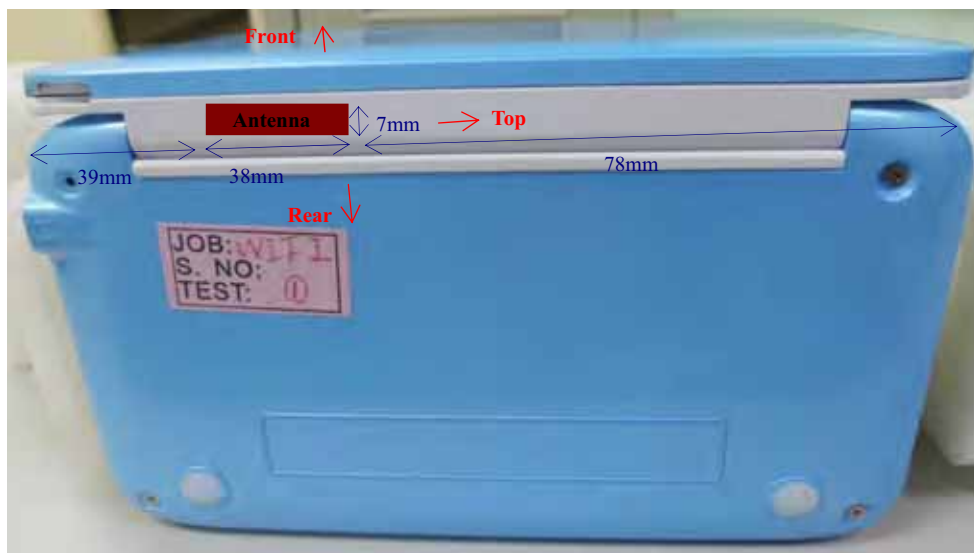 Front
Antenna
7mm
Top
39mm
38mm
78mm
Rear
JOB: WIFI
S. NO:
TEST: ①